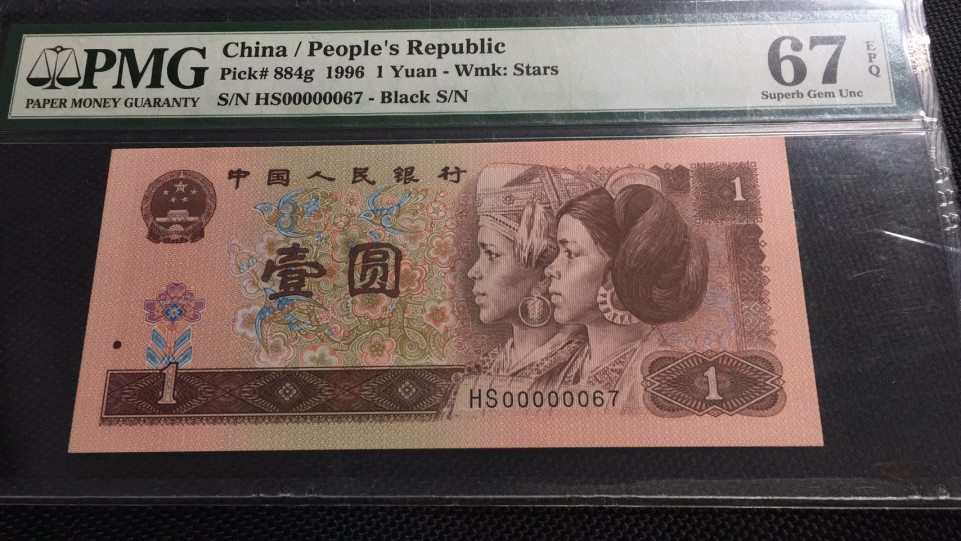 PMG
PAPER MONEY GUARANTY
China / People's Republic
Pick# 884g 1996 1 Yuan - Wmk: Stars
S/N HS00000067 - Black S/N
67
EPQ
Superb Gem Unc
中国人民银行
1
壹圆
1
HS00000067
1